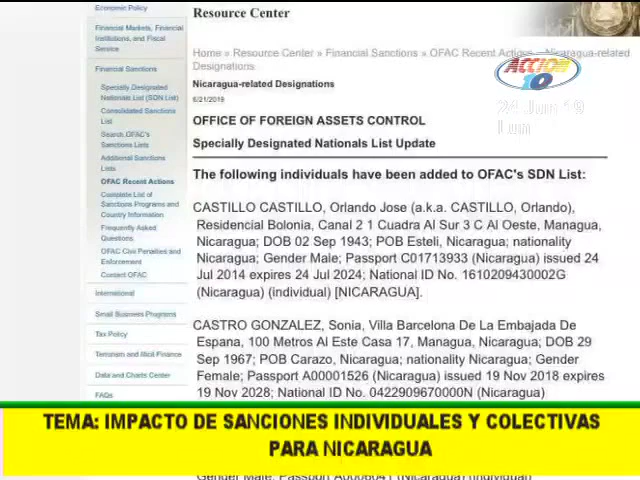 Economic Policy
Financial Markets, Financial
Institutions, and Fiscal
Service
Financial Sanctions
Specially Designated
Nationals List (SDN List)
Consolidated Sanctions
List
Search OFAC's
Sanctions Lists
Additional Sanctions
Lists
OFAC Recent Actions
Complete List of
Sanctions Programs and
Country Information
Frequently Asked
Questions
OFAC Civil Penalties and
Enforcement
Contact OFAC
International
Small Business Programs
Tax Policy
Terrorism and Illicit Finance
Data and Charts Center
FAQs
Resource Center
Home » Resource Center » Financial Sanctions » OFAC Recent Actions » Nicaragua-related
Designations
Nicaragua-related Designations
6/21/2019
OFFICE OF FOREIGN ASSETS CONTROL
Specially Designated Nationals List Update
The following individuals have been added to OFAC's SDN List:
CASTILLO CASTILLO, Orlando Jose (a.k.a. CASTILLO, Orlando),
Residencial Bolonia, Canal 2 1 Cuadra Al Sur 3 C Al Oeste, Managua,
Nicaragua; DOB 02 Sep 1943; POB Esteli, Nicaragua; nationality
Nicaragua; Gender Male; Passport C01713933 (Nicaragua) issued 24
Jul 2014 expires 24 Jul 2024; National ID No. 1610209430002G
(Nicaragua) (individual) [NICARAGUA].
CASTRO GONZALEZ, Sonia, Villa Barcelona De La Embajada De
Espana, 100 Metros Al Este Casa 17, Managua, Nicaragua; DOB 29
Sep 1967; POB Carazo, Nicaragua; nationality Nicaragua; Gender
Female; Passport A00001526 (Nicaragua) issued 19 Nov 2018 expires
19 Nov 2028; National ID No. 0422909670000N (Nicaragua)
ACCION
10
24 Jun 19
Lun
TEMA: IMPACTO DE SANCIONES INDIVIDUALES Y COLECTIVAS
PARA NICARAGUA